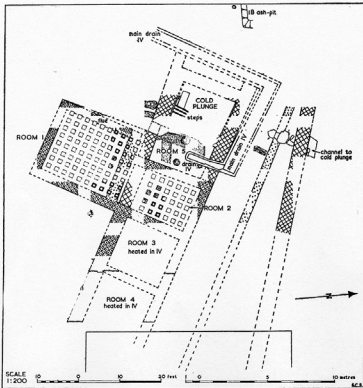 IB ash-pit
main drain
IV
COLD
PLUNGE
steps
ROOM 1
flue
ROOM
main drain IV
drain
IV
channel to
cold plunge
ROOM 2
ROOM 3
heated in IV
ROOM 4
heated in IV
N
SCALE
1:200
10 0 10 20 feet
0 5 10 metres